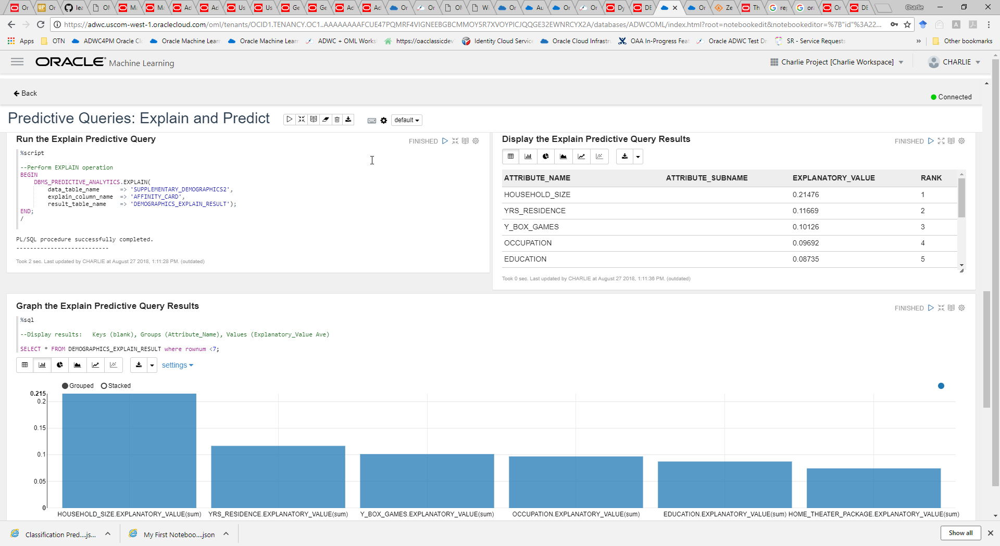 Charlie
https://adwc.uscom-west-1.oraclecloud.com/oml/tenants/OCID1.TENANCY.OC1..AAAAAAAAFCUE47PQMRF4VIGNEEBGBCMMOY5R7XVOYPICJQQGE32EWNRCYX2A/databases/ADWCOML/index.html?root=notebookedit&notebookeditor=%7B"id"%3A22...
Apps OTN ADWC4PM Oracle Cl Oracle Machine Lear Oracle Machine Lear ADWC + OML Works https://oacclassicdev Identity Cloud Service Oracle Cloud Infrastru OAA In-Progress Feat Oracle ADWC Test Dr SR - Service Requests » Other bookmarks
ORACLE Machine Learning
Charlie Project [Charlie Workspace]
CHARLIE
Back
Connected
Predictive Queries: Explain and Predict
default
Run the Explain Predictive Query
FINISHED
%script
--Perform EXPLAIN operation
BEGIN
DBMS_PREDICTIVE_ANALYTICS.EXPLAIN(
data_table_name => 'SUPPLEMENTARY_DEMOGRAPHICS2',
explain_column_name => 'AFFINITY_CARD',
result_table_name => 'DEMOGRAPHICS_EXPLAIN_RESULT');
END;
/
PL/SQL procedure successfully completed.
---------------------------
Took 2 sec. Last updated by CHARLIE at August 27 2018, 1:11:28 PM. (outdated)
Display the Explain Predictive Query Results
FINISHED
ATTRIBUTE_NAME ATTRIBUTE_SUBNAME EXPLANATORY_VALUE RANK
HOUSEHOLD_SIZE 0.21476 1
YRS_RESIDENCE 0.11669 2
Y_BOX_GAMES 0.10126 3
OCCUPATION 0.09692 4
EDUCATION 0.08735 5
Took 0 sec. Last updated by CHARLIE at August 27 2018, 1:11:36 PM. (outdated)
Graph the Explain Predictive Query Results
FINISHED
%sql
--Display results: Keys (blank), Groups (Attribute_Name), Values (Explanatory_Value Ave)
SELECT * FROM DEMOGRAPHICS_EXPLAIN_RESULT where rownum <7;
settings
Grouped Stacked
0.215
0.2
0.15
0.1
0.05
0
HOUSEHOLD_SIZE.EXPLANATORY_VALUE(sum) YRS_RESIDENCE.EXPLANATORY_VALUE(sum) Y_BOX_GAMES.EXPLANATORY_VALUE(sum) OCCUPATION.EXPLANATORY_VALUE(sum) EDUCATION.EXPLANATORY_VALUE(sum) HOME_THEATER_PACKAGE.EXPLANATORY_VALUE(sum)
Classification Pred....js... My First Noteboo....json
Show all